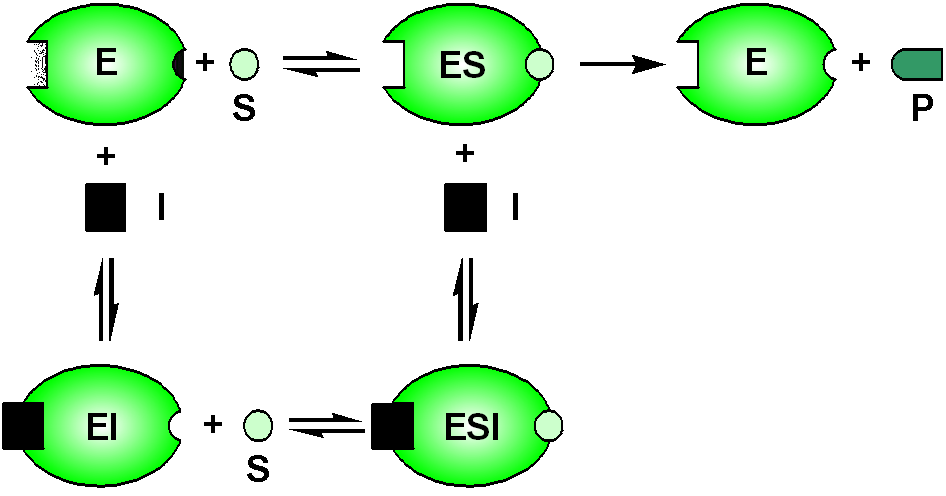 E + S ES E + P
+ I + I
EI + S ESI